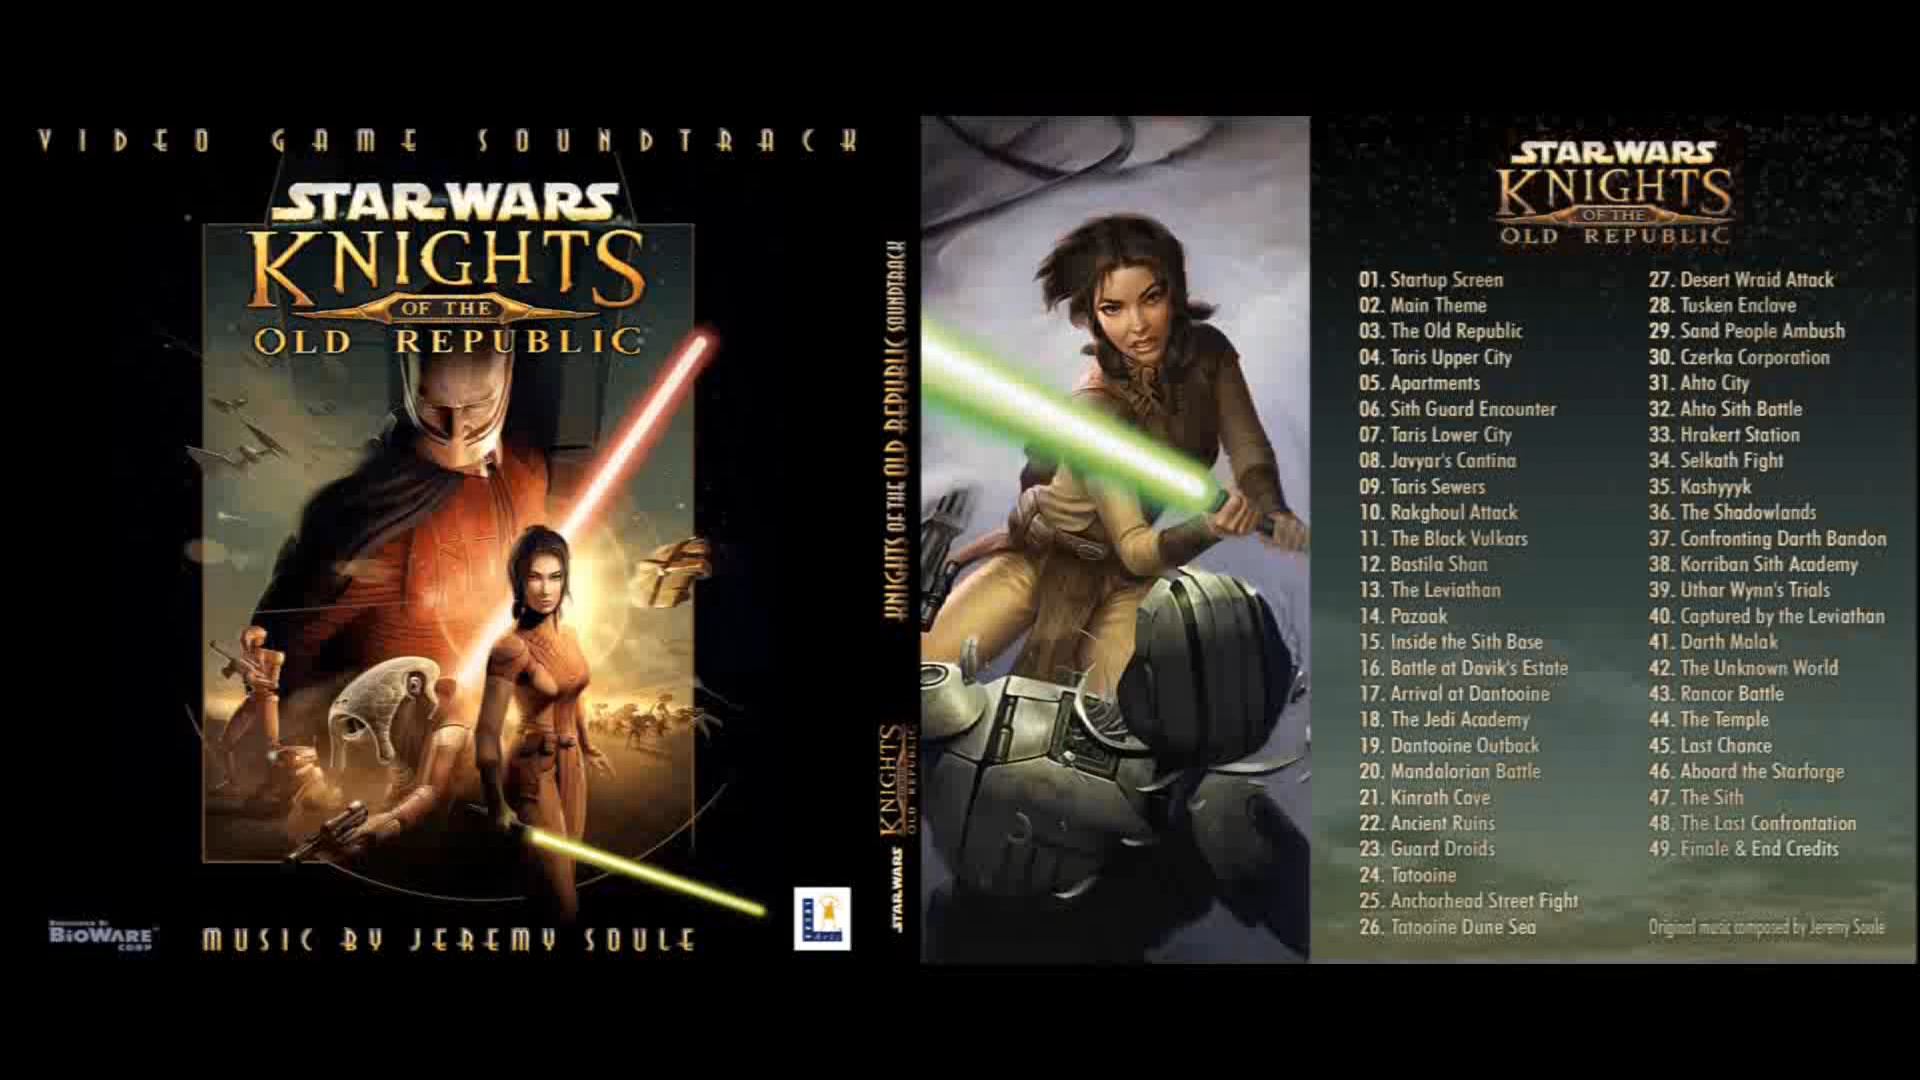 VIDEO GAME SOUNDTRACK
STAR WARS
KNIGHTS
OF THE
OLD REPUBLIC
BIOWARE
CORP
MUSIC BY JEREMY SOULE
KNIGHTS OF THE OLD REPUBLIC SOUNDTRACK
STAR WARS
KNIGHTS
OLD REPUBLIC
STAR WARS
KNIGHTS
OF THE
OLD REPUBLIC
01. Startup Screen
02. Main Theme
03. The Old Republic
04. Taris Upper City
05. Apartments
06. Sith Guard Encounter
07. Taris Lower City
08. Javyar's Cantina
09. Taris Sewers
10. Rakghoul Attack
11. The Black Vulkars
12. Bastila Shan
13. The Leviathan
14. Pazaak
15. Inside the Sith Base
16. Battle at Davik's Estate
17. Arrival at Dantooine
18. The Jedi Academy
19. Dantooine Outback
20. Mandalorian Battle
21. Kinrath Cave
22. Ancient Ruins
23. Guard Droids
24. Tatooine
25. Anchorhead Street Fight
26. Tatooine Dune Sea
27. Desert Wraid Attack
28. Tusken Enclave
29. Sand People Ambush
30. Czerka Corporation
31. Ahto City
32. Ahto Sith Battle
33. Hrakert Station
34. Selkath Fight
35. Kashyyyk
36. The Shadowlands
37. Confronting Darth Bandon
38. Korriban Sith Academy
39. Uthar Wynn's Trials
40. Captured by the Leviathan
41. Darth Malak
42. The Unknown World
43. Rancor Battle
44. The Temple
45. Last Chance
46. Aboard the Starforge
47. The Sith
48. The Last Confrontation
49. Finale & End Credits
Original music composed by Jeremy Soule